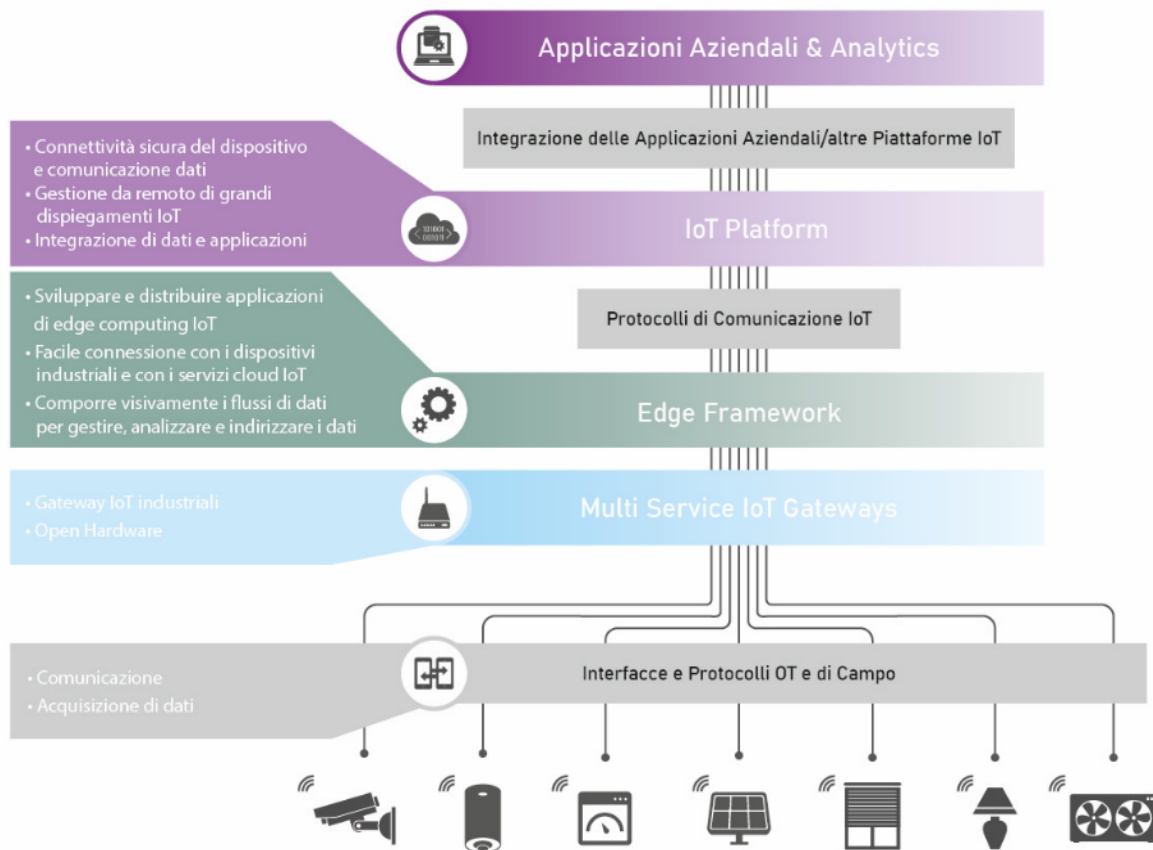 Applicazioni Aziendali & Analytics
Integrazione delle Applicazioni Aziendali/altre Piattaforme IoT
• Connettività sicura del dispositivo
e comunicazione dati
• Gestione da remoto di grandi
dispiegamenti IoT
• Integrazione di dati e applicazioni
101001
001011
IoT Platform
• Sviluppare e distribuire applicazioni
di edge computing IoT
• Facile connessione con i dispositivi
industriali e con i servizi cloud IoT
• Comporre visivamente i flussi di dati
per gestire, analizzare e indirizzare i dati
Protocolli di Comunicazione IoT
Edge Framework
• Gateway IoT industriali
• Open Hardware
Multi Service IoT Gateways
• Comunicazione
• Acquisizione di dati
Interfacce e Protocolli OT e di Campo